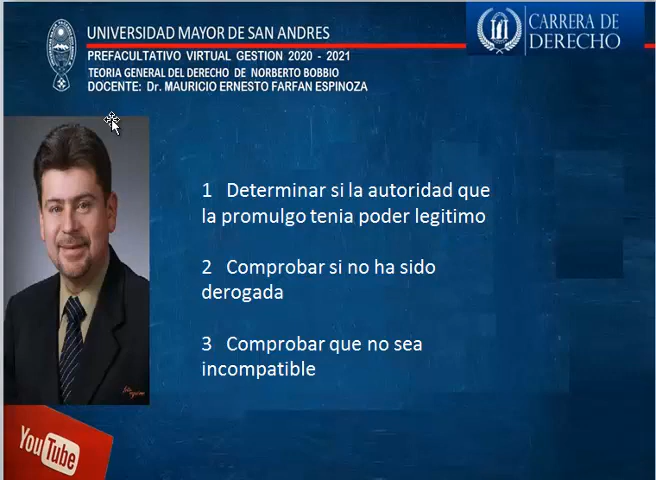 UNIVERSIDAD MAYOR DE SAN ANDRES
PREFACULTATIVO VIRTUAL GESTION 2020 - 2021
TEORIA GENERAL DEL DERECHO DE NORBERTO BOBBIO
DOCENTE: Dr. MAURICIO ERNESTO FARFAN ESPINOZA
CARRERA DE
DERECHO
1 Determinar si la autoridad que
la promulgo tenia poder legitimo
2 Comprobar si no ha sido
derogada
3 Comprobar que no sea
incompatible
You Tube